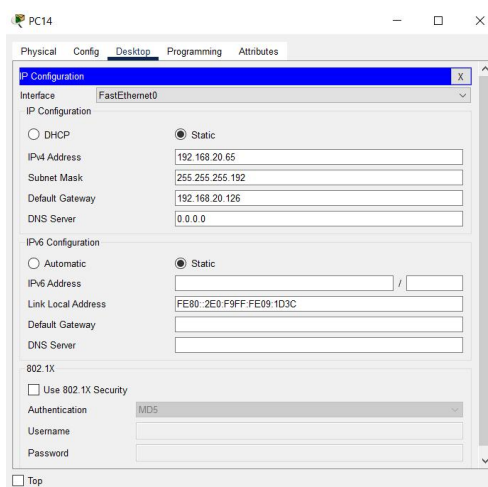 PC14
Physical Config Desktop Programming Attributes
IP Configuration X
Interface FastEthernet0
IP Configuration
DHCP Static
IPv4 Address 192.168.20.65
Subnet Mask 255.255.255.192
Default Gateway 192.168.20.126
DNS Server 0.0.0.0
IPv6 Configuration
Automatic Static
IPv6 Address /
Link Local Address FE80::2E0:F9FF:FE09:1D3C
Default Gateway
DNS Server
802.1X
Use 802.1X Security
Authentication MD5
Username
Password
Top